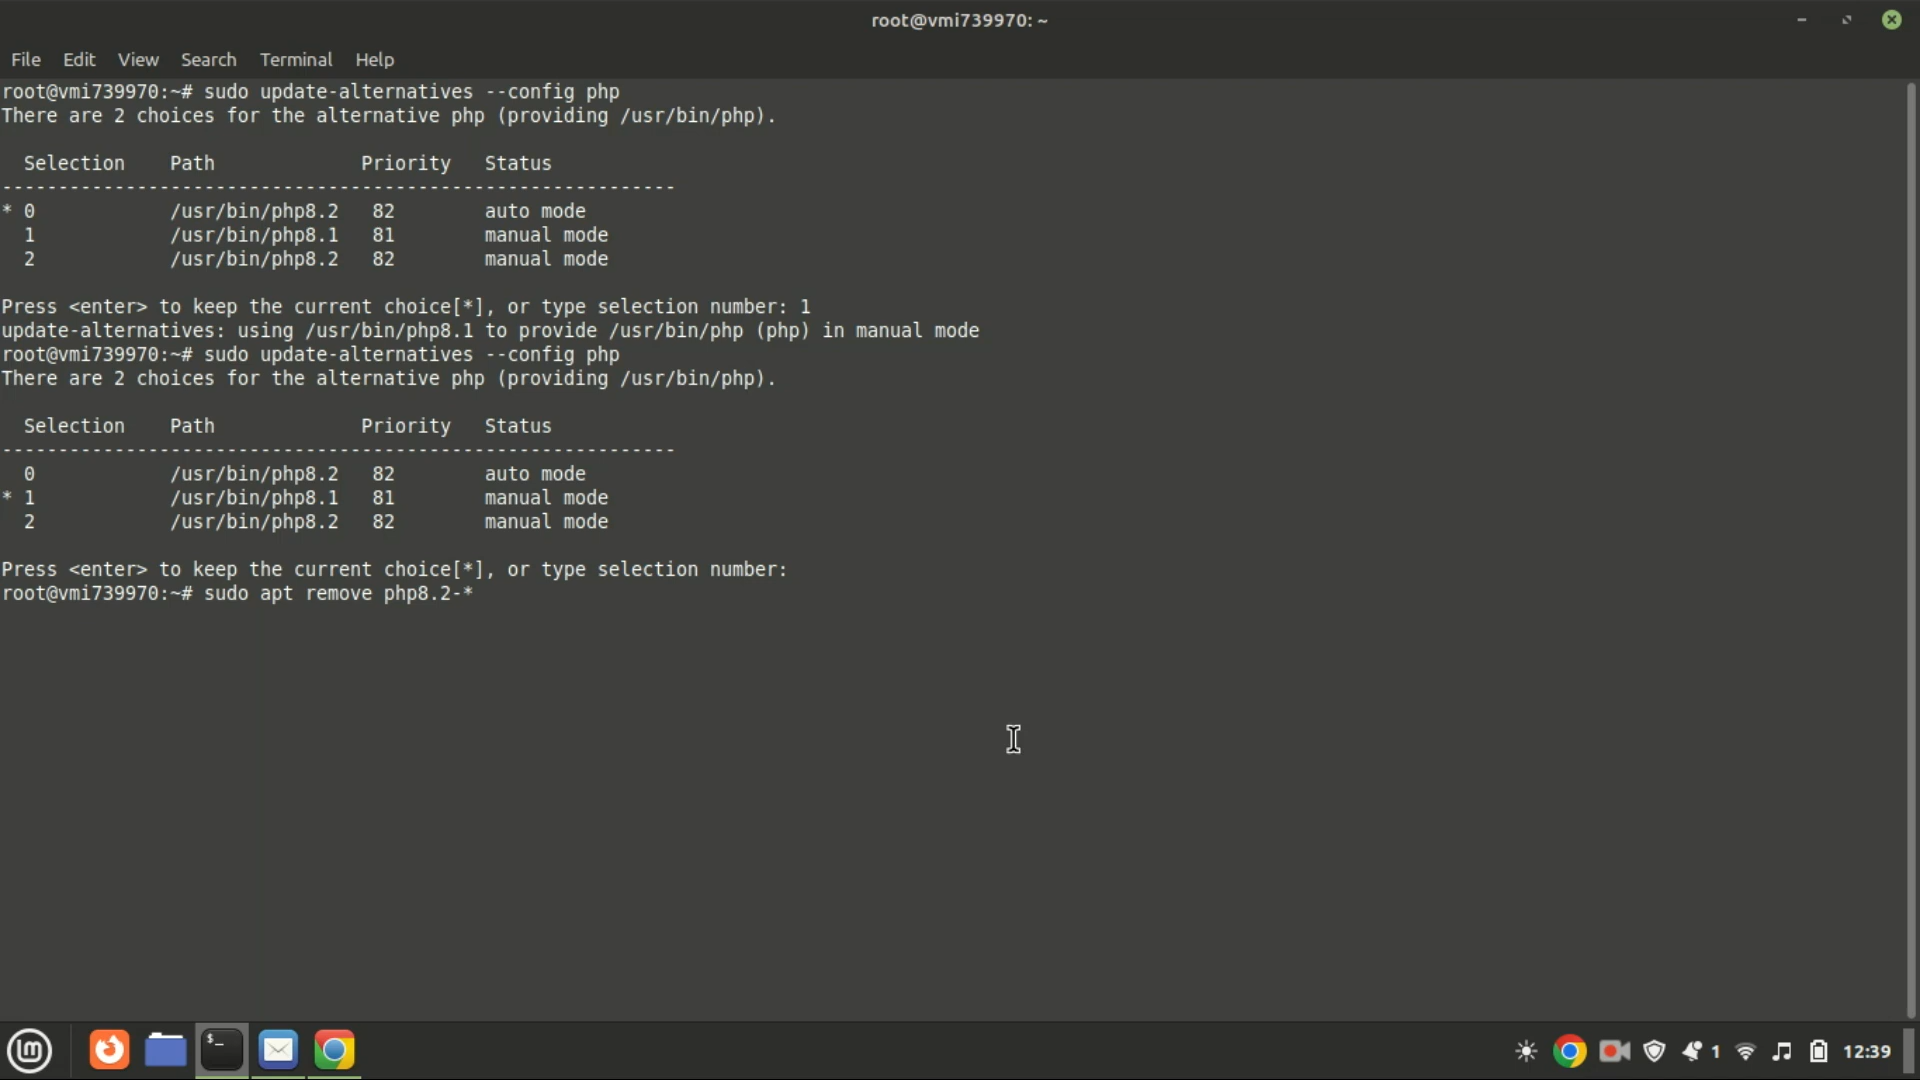 root@vmi739970: ~
File Edit View Search Terminal Help
root@vmi739970:~# sudo update-alternatives --config php
There are 2 choices for the alternative php (providing /usr/bin/php).
Selection Path Priority Status
------------------------------------------------------------
* 0 /usr/bin/php8.2 82 auto mode
1 /usr/bin/php8.1 81 manual mode
2 /usr/bin/php8.2 82 manual mode
Press <enter> to keep the current choice[*], or type selection number: 1
update-alternatives: using /usr/bin/php8.1 to provide /usr/bin/php (php) in manual mode
root@vmi739970:~# sudo update-alternatives --config php
There are 2 choices for the alternative php (providing /usr/bin/php).
Selection Path Priority Status
------------------------------------------------------------
0 /usr/bin/php8.2 82 auto mode
* 1 /usr/bin/php8.1 81 manual mode
2 /usr/bin/php8.2 82 manual mode
Press <enter> to keep the current choice[*], or type selection number:
root@vmi739970:~# sudo apt remove php8.2-*
$_
1 12:39